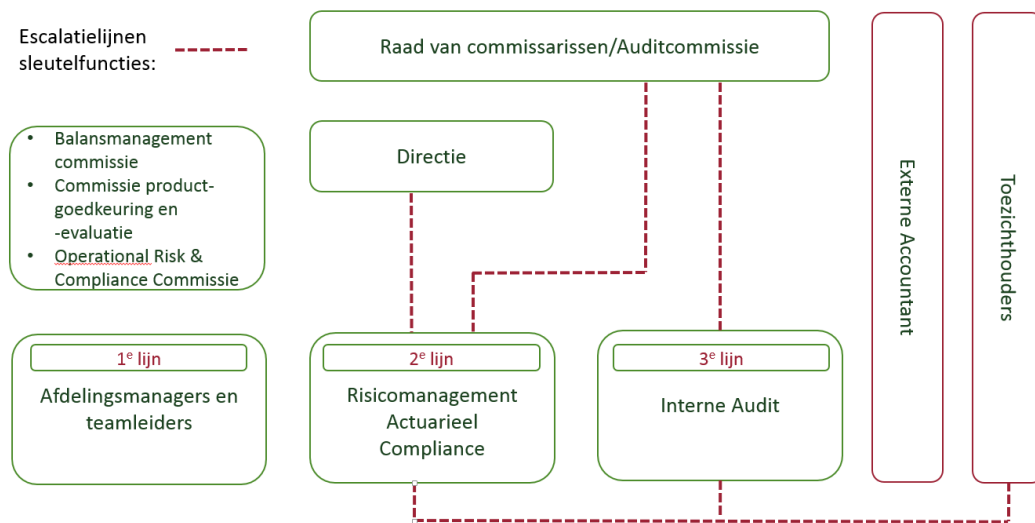 Escalatielijnen
sleutelfuncties:
Raad van commissarissen/Auditcommissie
• Balansmanagement
commissie
• Commissie product-
goedkeuring en
-evaluatie
• Operational Risk &
Compliance Commissie
Directie
1e lijn
Afdelingsmanagers en
teamleiders
2e lijn
Risicomanagement
Actuarieel
Compliance
3e lijn
Interne Audit
Externe Accountant
Toezichthouders